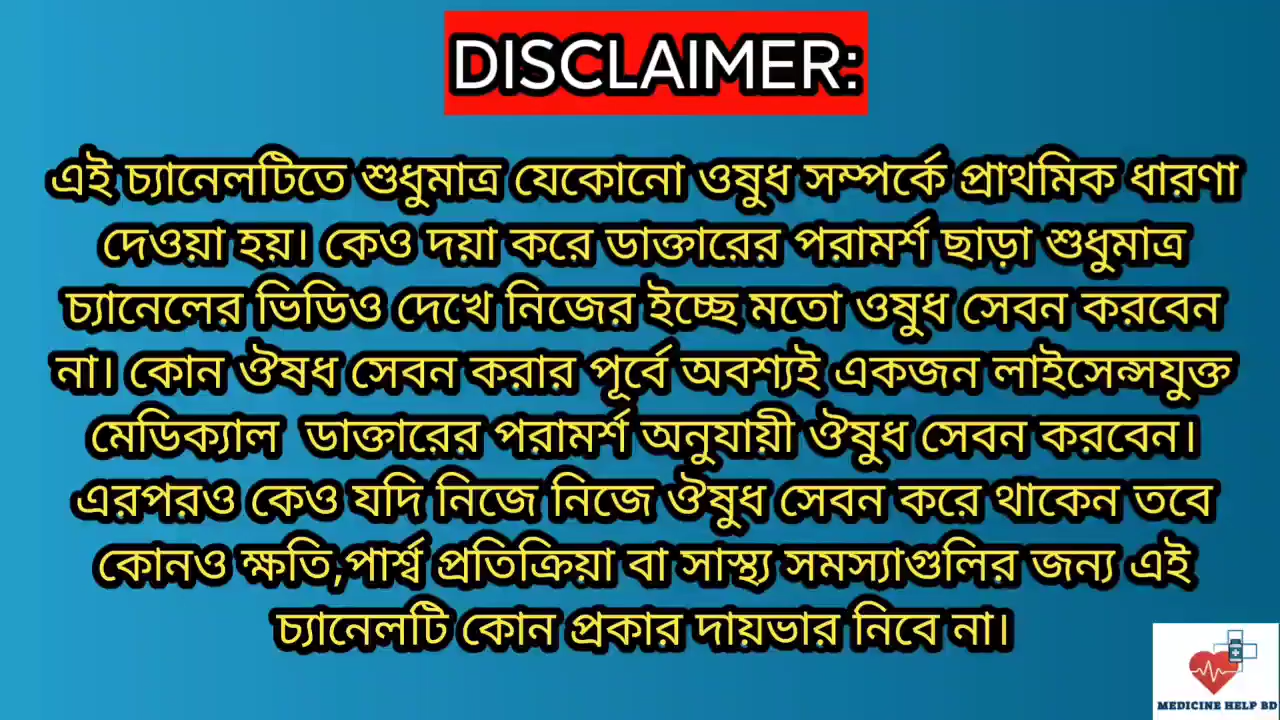 DISCLAIMER:
এই চ্যানেলটিতে শুধুমাত্র যেকোনো ওষুধ সম্পর্কে প্রাথমিক ধারণা
দেওয়া হয়। কেও দয়া করে ডাক্তারের পরামর্শ ছাড়া শুধুমাত্র
চ্যানেলের ভিডিও দেখে নিজের ইচ্ছে মতো ওষুধ সেবন করবেন
না। কোন ঔষধ সেবন করার পূর্বে অবশ্যই একজন লাইসেন্সযুক্ত
মেডিক্যাল ডাক্তারের পরামর্শ অনুযায়ী ঔষুধ সেবন করবেন।
এরপরও কেও যদি নিজে নিজে ঔষুধ সেবন করে থাকেন তবে
কোনও ক্ষতি,পার্শ্ব প্রতিক্রিয়া বা সাস্থ্য সমস্যাগুলির জন্য এই
চ্যানেলটি কোন প্রকার দায়ভার নিবে না।
MEDICINE HELP BD